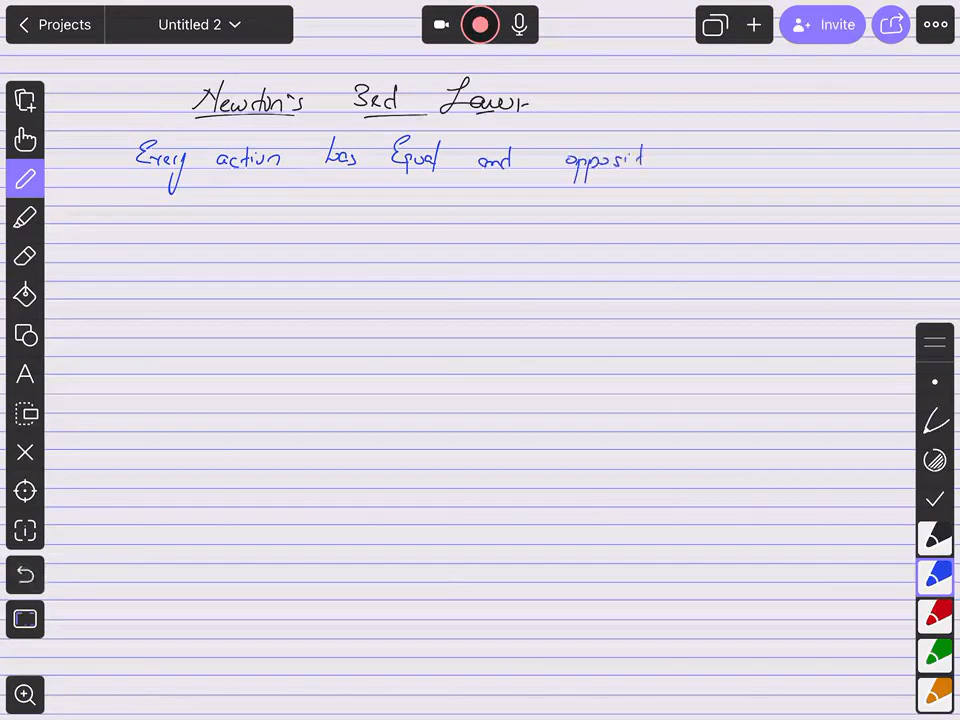 Projects Untitled 2 Invite
Newton's 3rd Law
Every action has Equal and opposit